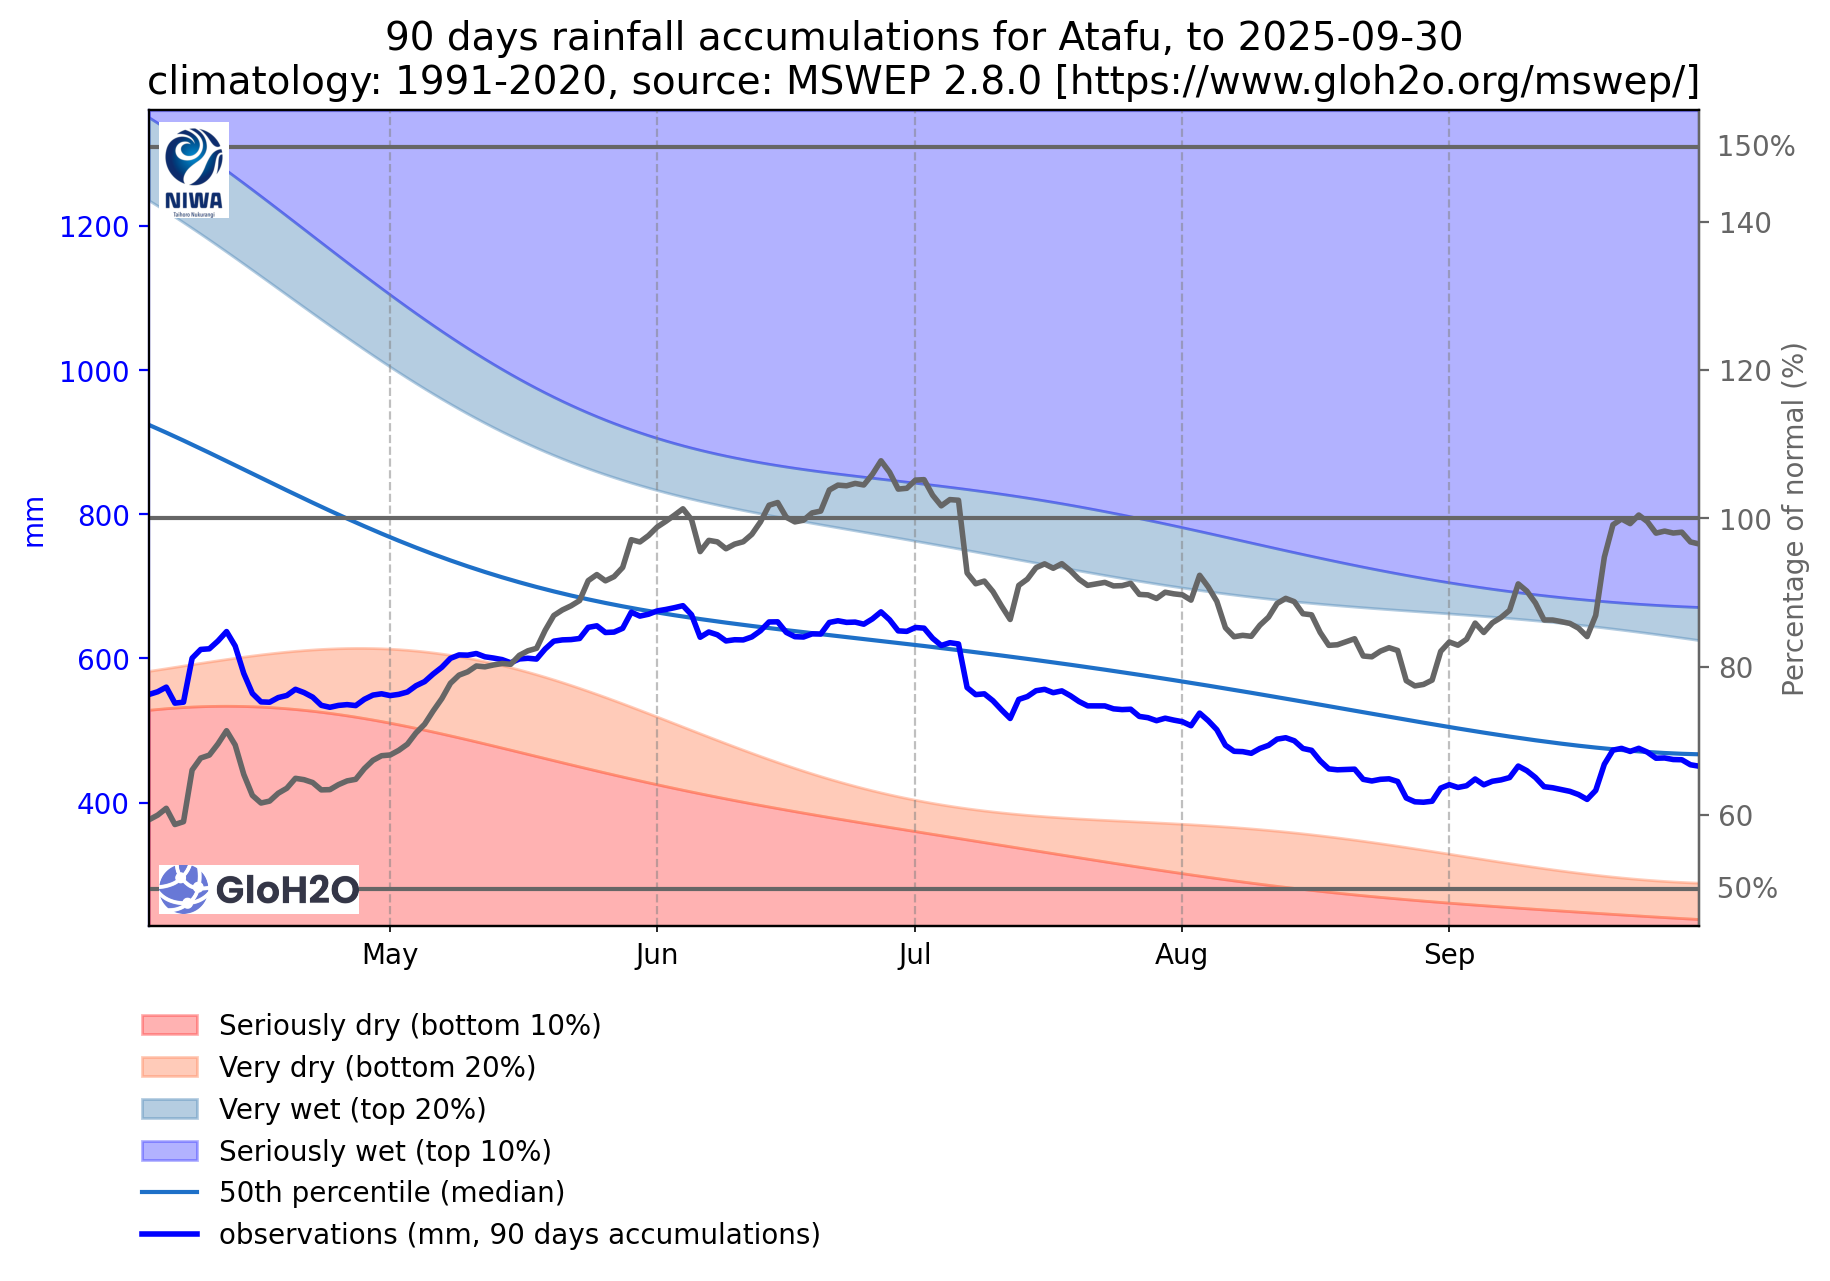 90 days rainfall accumulations for Atafu, to 2025-09-30
climatology: 1991-2020, source: MSWEP 2.8.0 [https://www.gloh2o.org/mswep/]
NIWA
Taihoro Nukurangi
150%
1200
140
1000
120
mm
Percentage of normal (%)
800
100
600
80
400
60
GloH2O
50%
May
Jun
Jul
Aug
Sep
Seriously dry (bottom 10%)
Very dry (bottom 20%)
Very wet (top 20%)
Seriously wet (top 10%)
50th percentile (median)
observations (mm, 90 days accumulations)